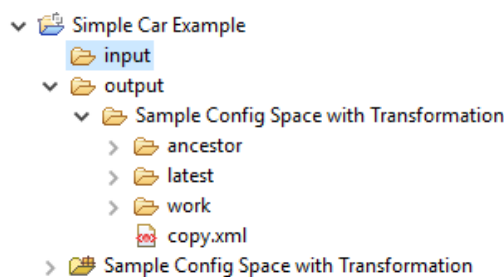 Simple Car Example
input
output
Sample Config Space with Transformation
ancestor
latest
work
copy.xml
Sample Config Space with Transformation